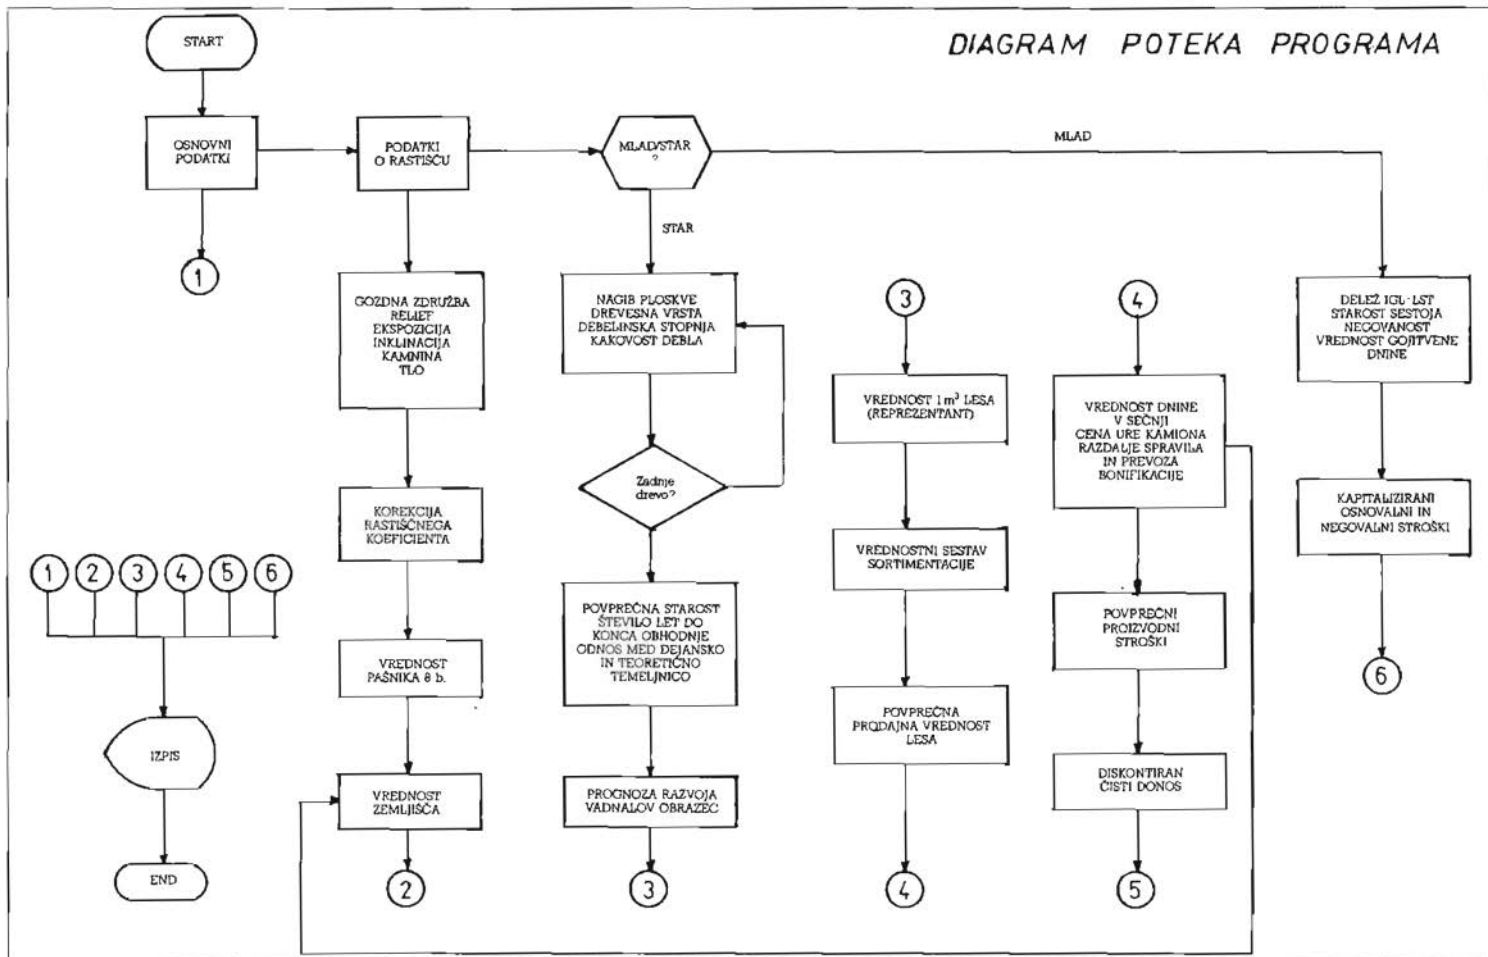 DIAGRAM POTEKA PROGRAMA
START
OSNOVNI
PODATKI
PODATKI
O RASTIŠČU
MLAD/STAR
?
MLAD
STAR
1
GOZDNA ZDRUŽBA
RELIEF
EKSPOZICIJA
INKLINACIJA
KAMNINA
TLO
NAGIB PLOSKVE
DREVESNA VRSTA
DEBELINSKA STOPNJA
KAKOVOST DEBLA
3
4
DELEŽ IGL-LST
STAROST SESTOJA
NEGOVANOST
VREDNOST GOJITVENE
DNINE
VREDNOST 1 m³ LESA
(REPREZENTANT)
VREDNOST DNINE
V SEČNJI
CENA URE KAMIONA
RAZDALJE SPRAVILA
IN PREVOZA
BONIFIKACIJE
Zadnje
drevo?
KOREKCIJA
RASTIŠČNEGA
KOEFICIENTA
KAPITALIZIRANI
OSNOVALNI IN
NEGOVALNI STROŠKI
VREDNOSTNI SESTAV
SORTIMENTACIJE
1 2 3 4 5 6
POVPREČNA STAROST
ŠTEVILO LET DO
KONCA OBHODNJE
ODNOS MED DEJANSKO
IN TEORETIČNO
TEMELJNICO
POVPREČNI
PROIZVODNI
STROŠKI
VREDNOST
PAŠNIKA 8 b.
6
POVPREČNA
PRODAJNA VREDNOST
LESA
IZPIS
DISKONTIRAN
ČISTI DONOS
VREDNOST
ZEMLJIŠČA
PROGNOZA RAZVOJA
VADNALOV OBRAZEC
END
2
3
4
5